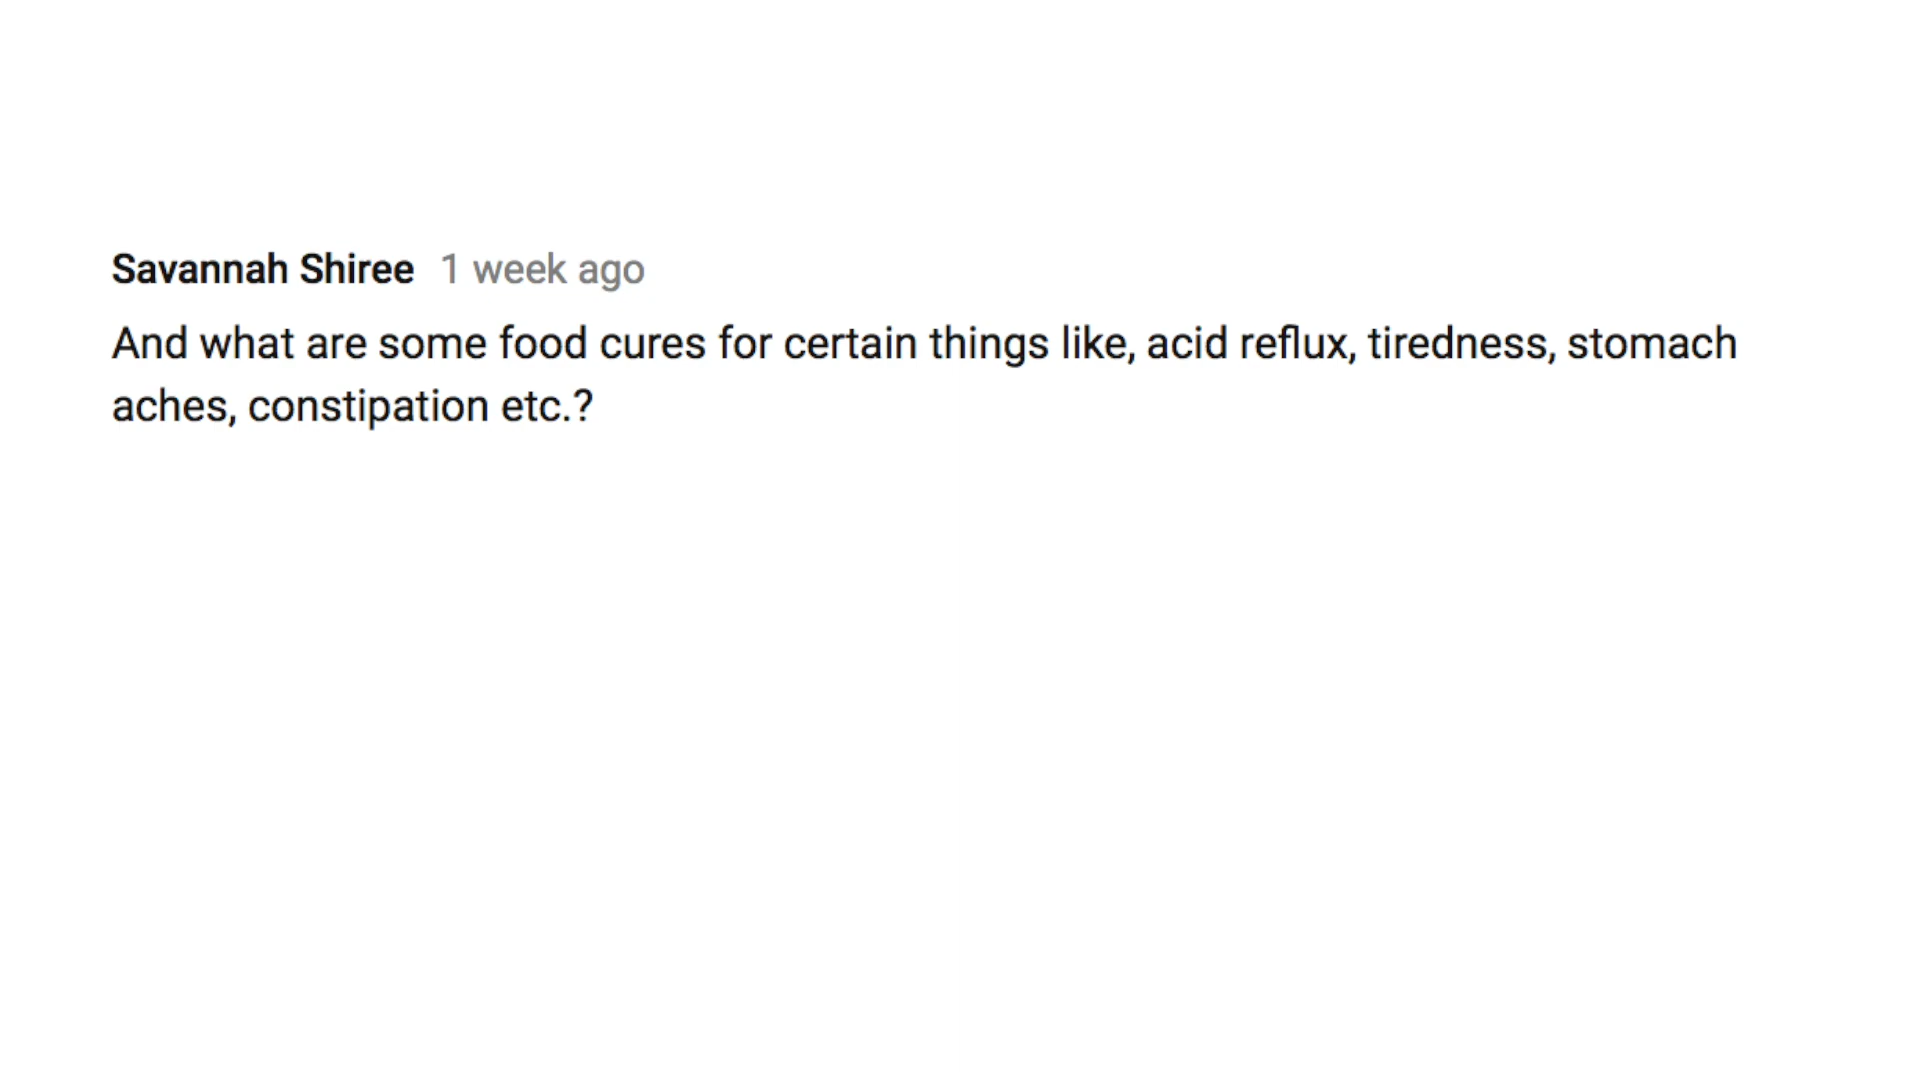 Savannah Shiree 1 week ago
And what are some food cures for certain things like, acid reflux, tiredness, stomach
aches, constipation etc.?